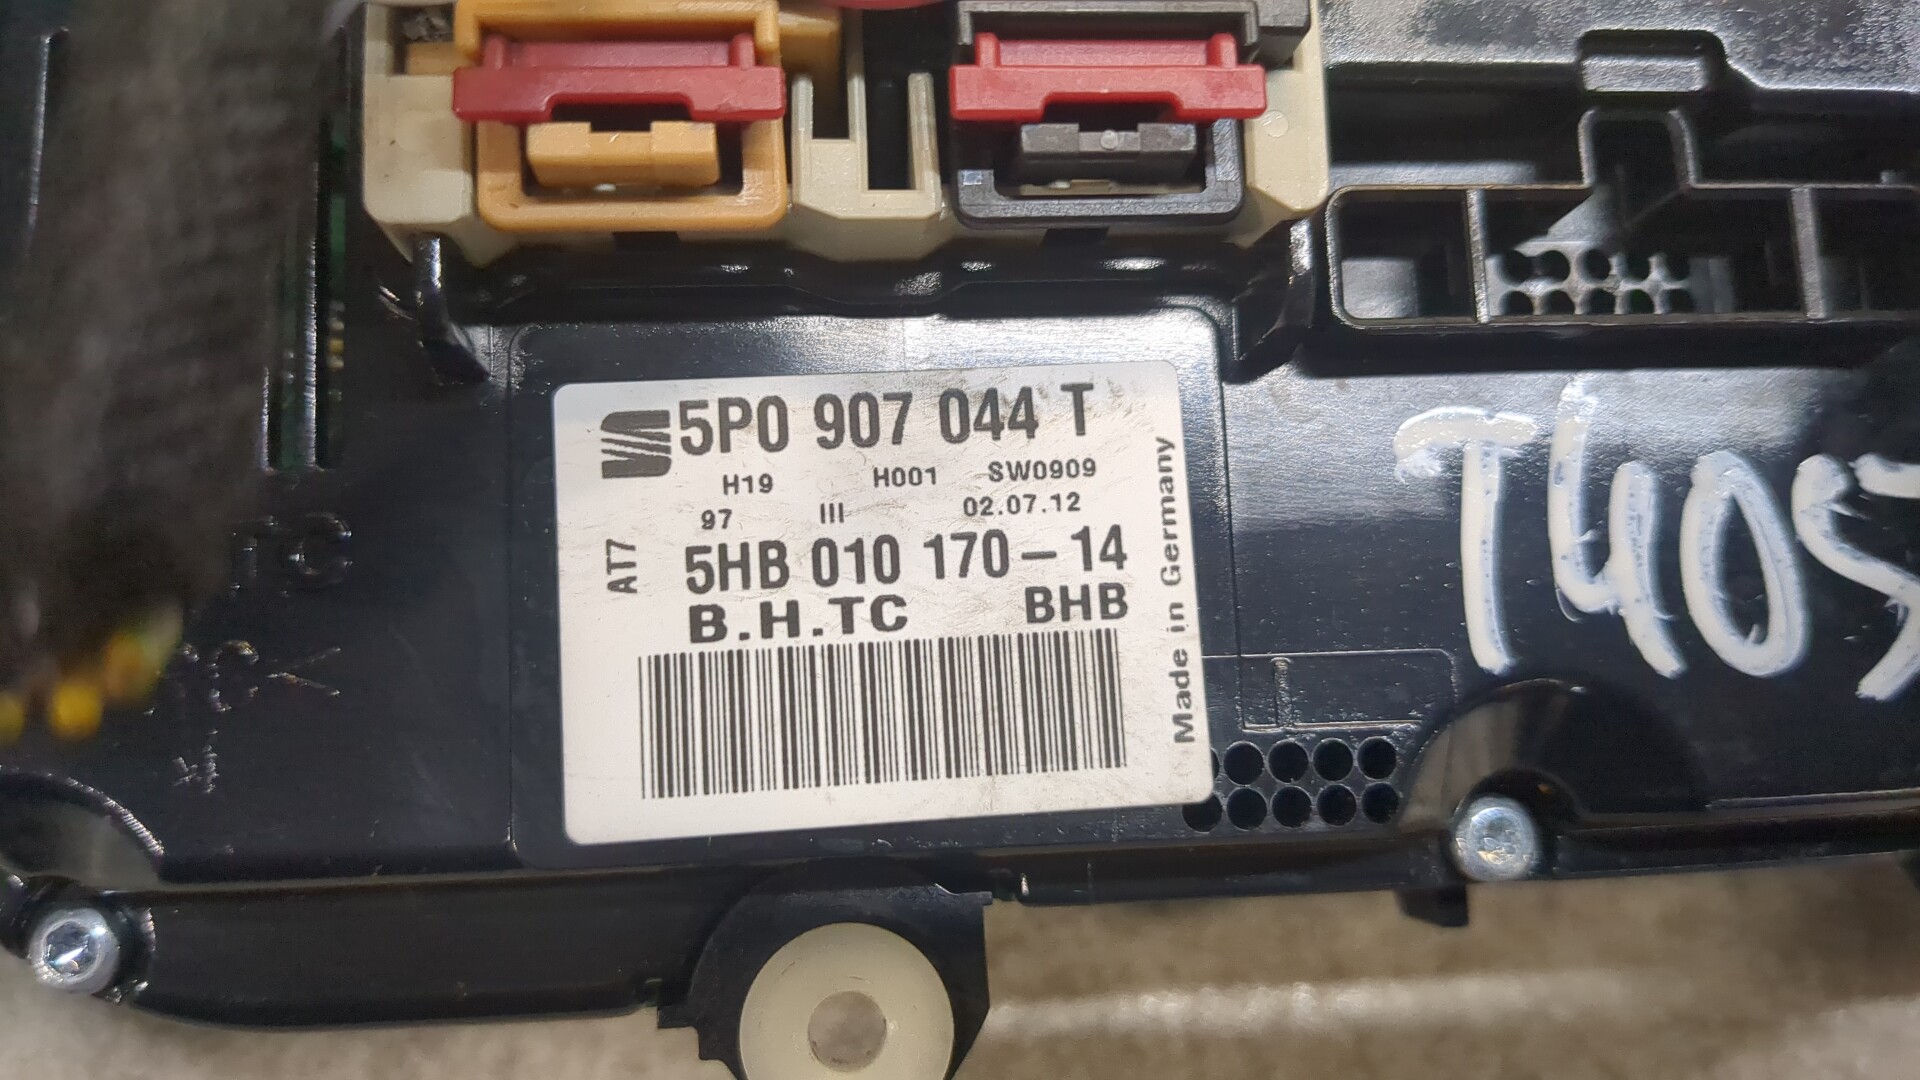 5P0 907 044 T
H19 H001 SW0909
97 III 02.07.12
AT7
5HB 010 170-14
B.H.TC BHB
Made in Germany
T405